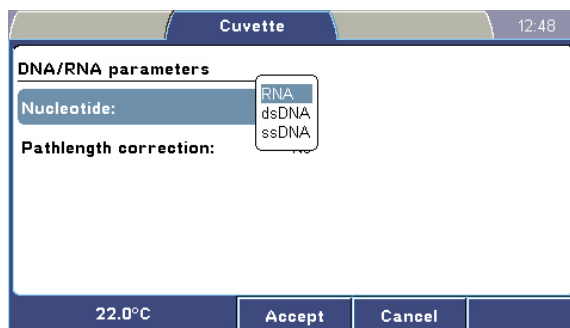 Cuvette 12:48
DNA/RNA parameters
Nucleotide:
RNA
dsDNA
ssDNA
Pathlength correction:
22.0°C Accept Cancel